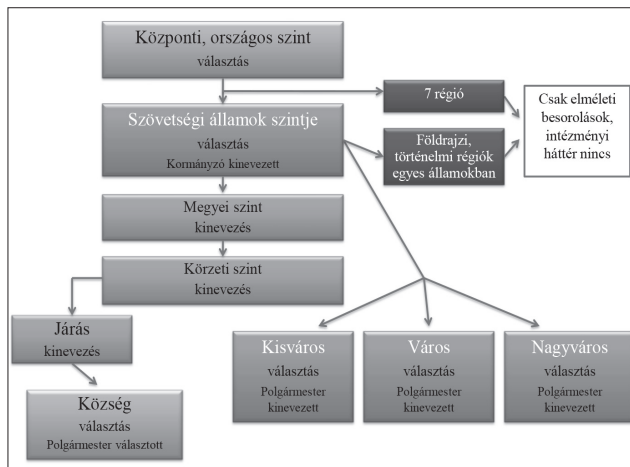 Központi, országos szint
választás
7 régió
Csak elméleti
besorolások,
intézményi
háttér nincs
Szövetségi államok szintje
választás
Kormányzó kinevezett
Földrajzi,
történelmi régiók
egyes államokban
Megyei szint
kinevezés
Körzeti szint
kinevezés
Járás
kinevezés
Község
választás
Polgármester választott
Kisváros
választás
Polgármester
kinevezett
Város
választás
Polgármester
kinevezett
Nagyváros
választás
Polgármester
kinevezett